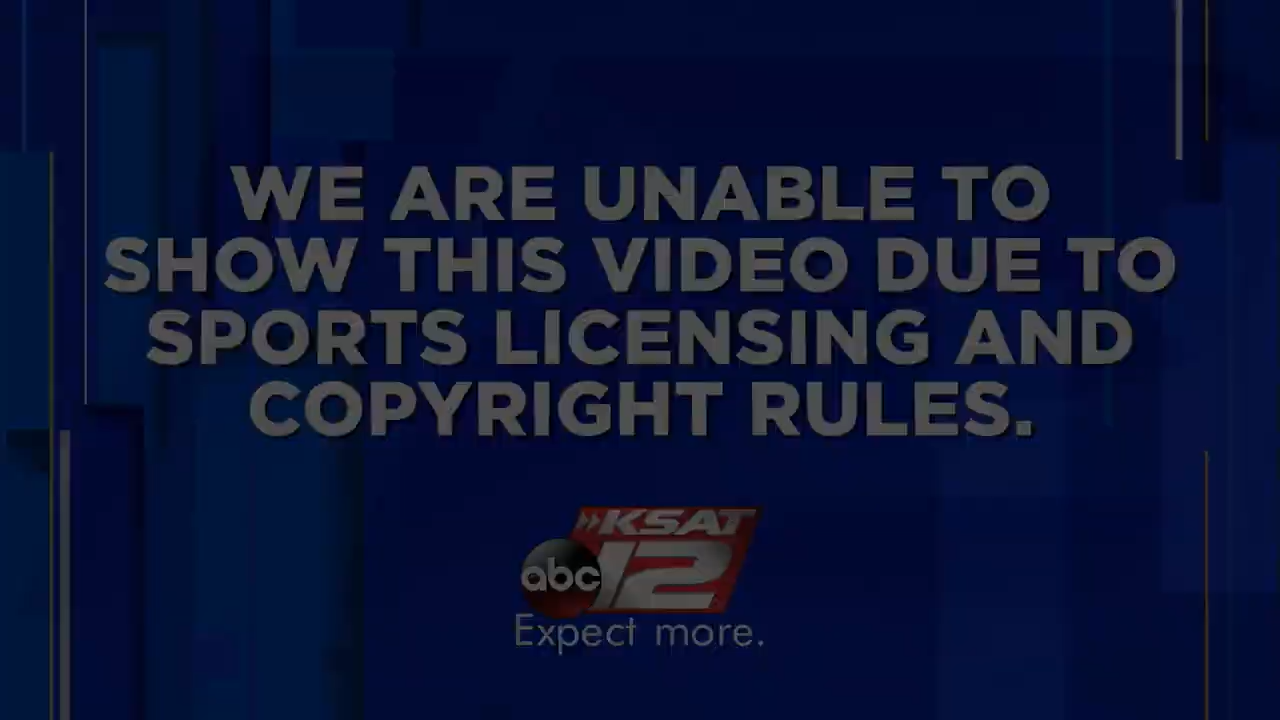 WE ARE UNABLE TO
SHOW THIS VIDEO DUE TO
SPORTS LICENSING AND
COPYRIGHT RULES.
KSAT
abc 12
Expect more.